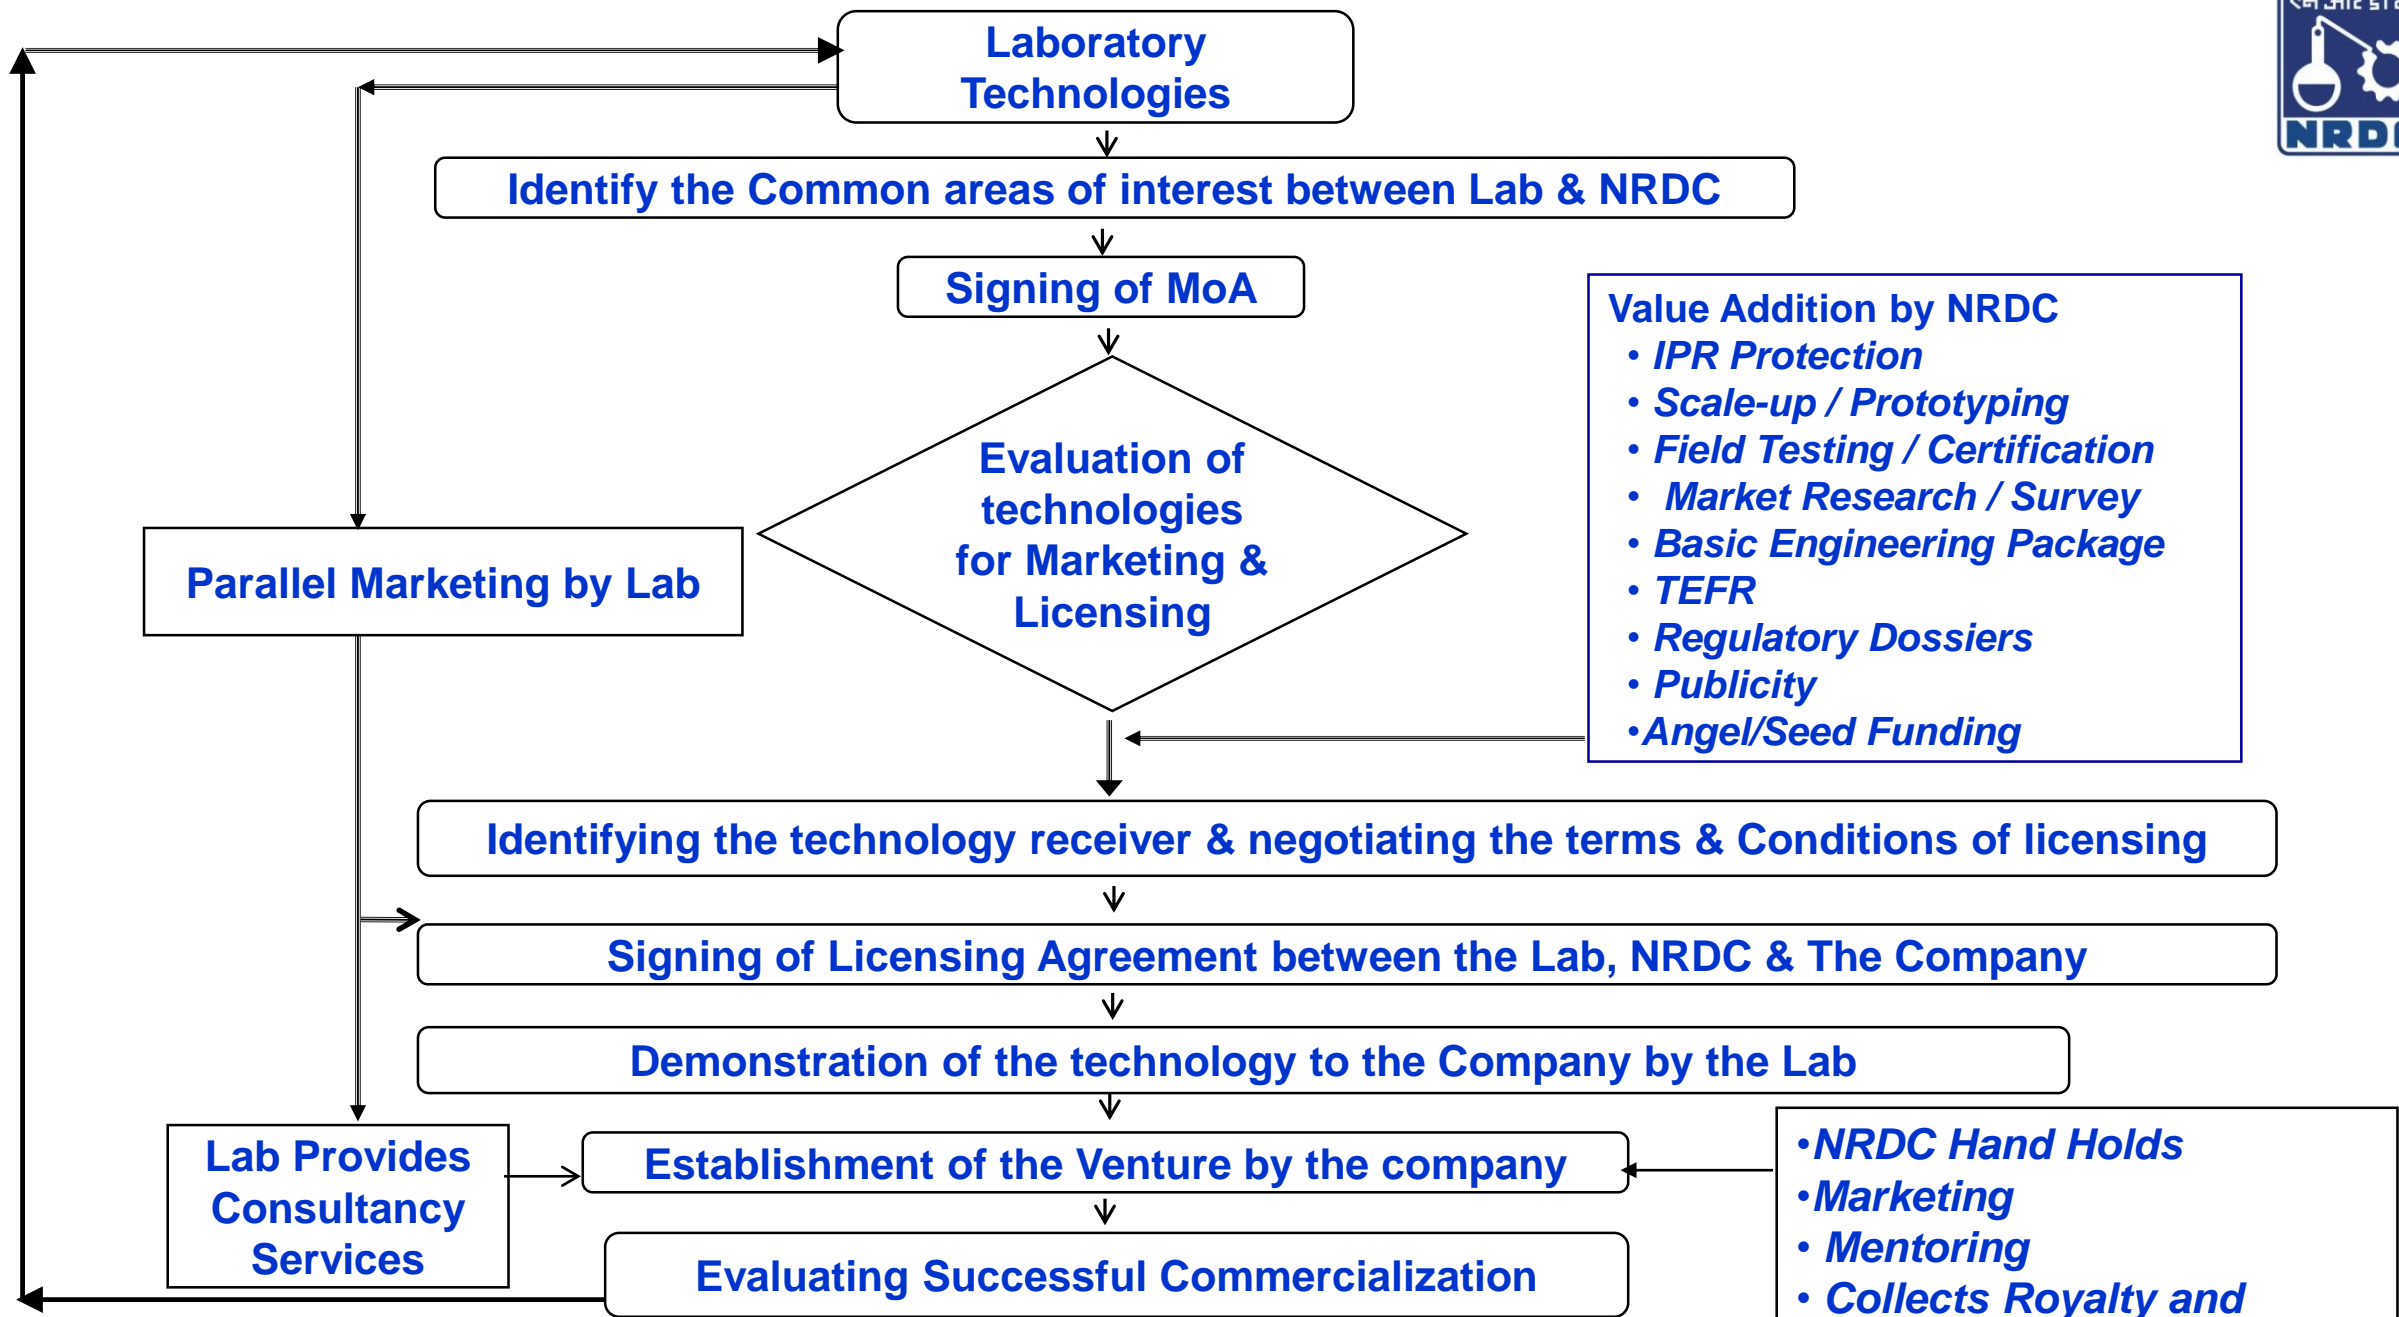 Laboratory
Technologies
NRD
Identify the Common areas of interest between Lab & NRDC
Signing of MoA
Evaluation of
technologies
for Marketing &
Licensing
Value Addition by NRDC
• IPR Protection
• Scale-up / Prototyping
• Field Testing / Certification
• Market Research / Survey
• Basic Engineering Package
• TEFR
• Regulatory Dossiers
• Publicity
•Angel/Seed Funding
Parallel Marketing by Lab
Identifying the technology receiver & negotiating the terms & Conditions of licensing
Signing of Licensing Agreement between the Lab, NRDC & The Company
Demonstration of the technology to the Company by the Lab
Lab Provides
Consultancy
Services
Establishment of the Venture by the company
•NRDC Hand Holds
•Marketing
• Mentoring
• Collects Royalty and
Evaluating Successful Commercialization